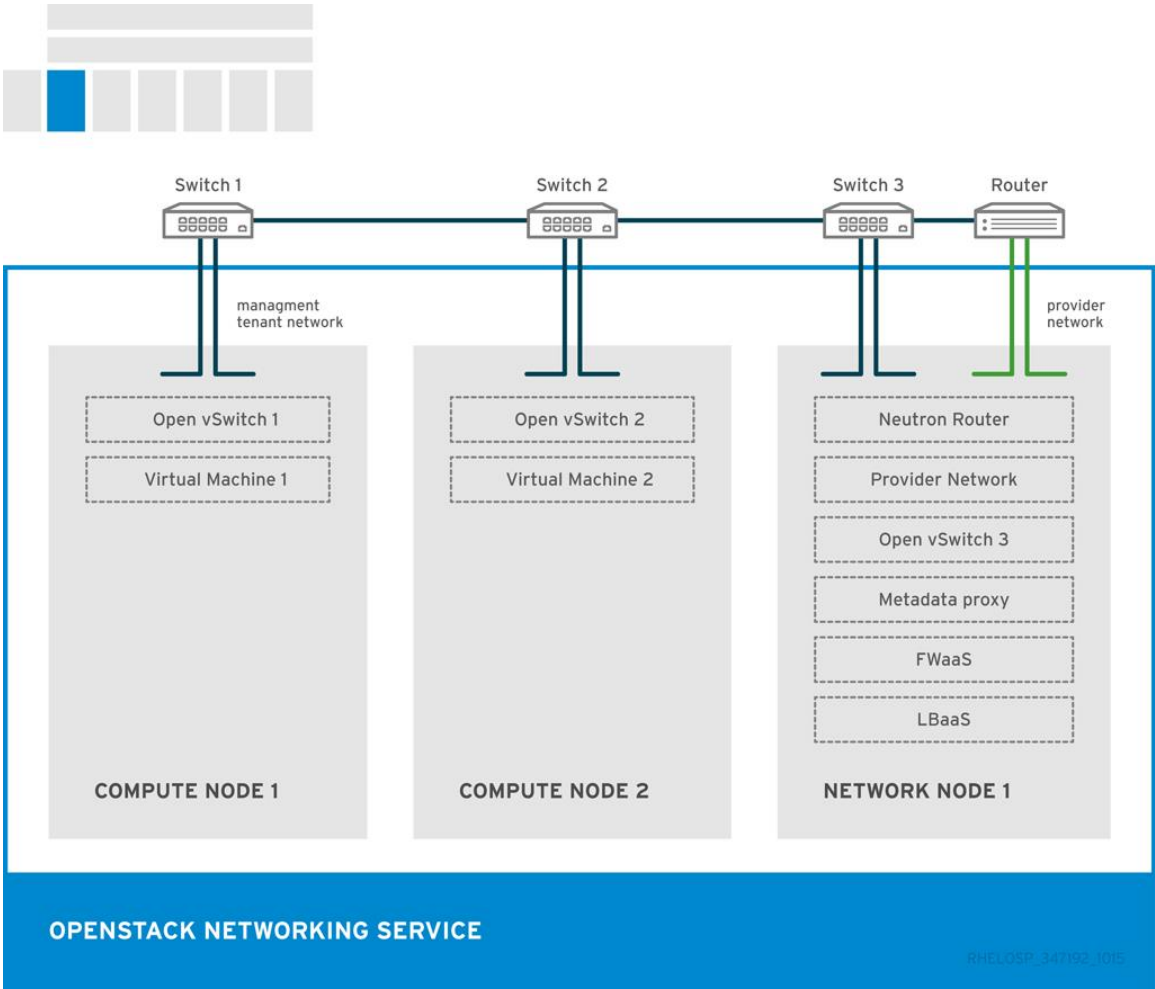 Switch 1
Switch 2
Switch 3
Router
managment
tenant network
provider
network
Open vSwitch 1
Virtual Machine 1
COMPUTE NODE 1
Open vSwitch 2
Virtual Machine 2
COMPUTE NODE 2
Neutron Router
Provider Network
Open vSwitch 3
Metadata proxy
FWaaS
LBaaS
NETWORK NODE 1
OPENSTACK NETWORKING SERVICE
RHELOSP_347192_1015